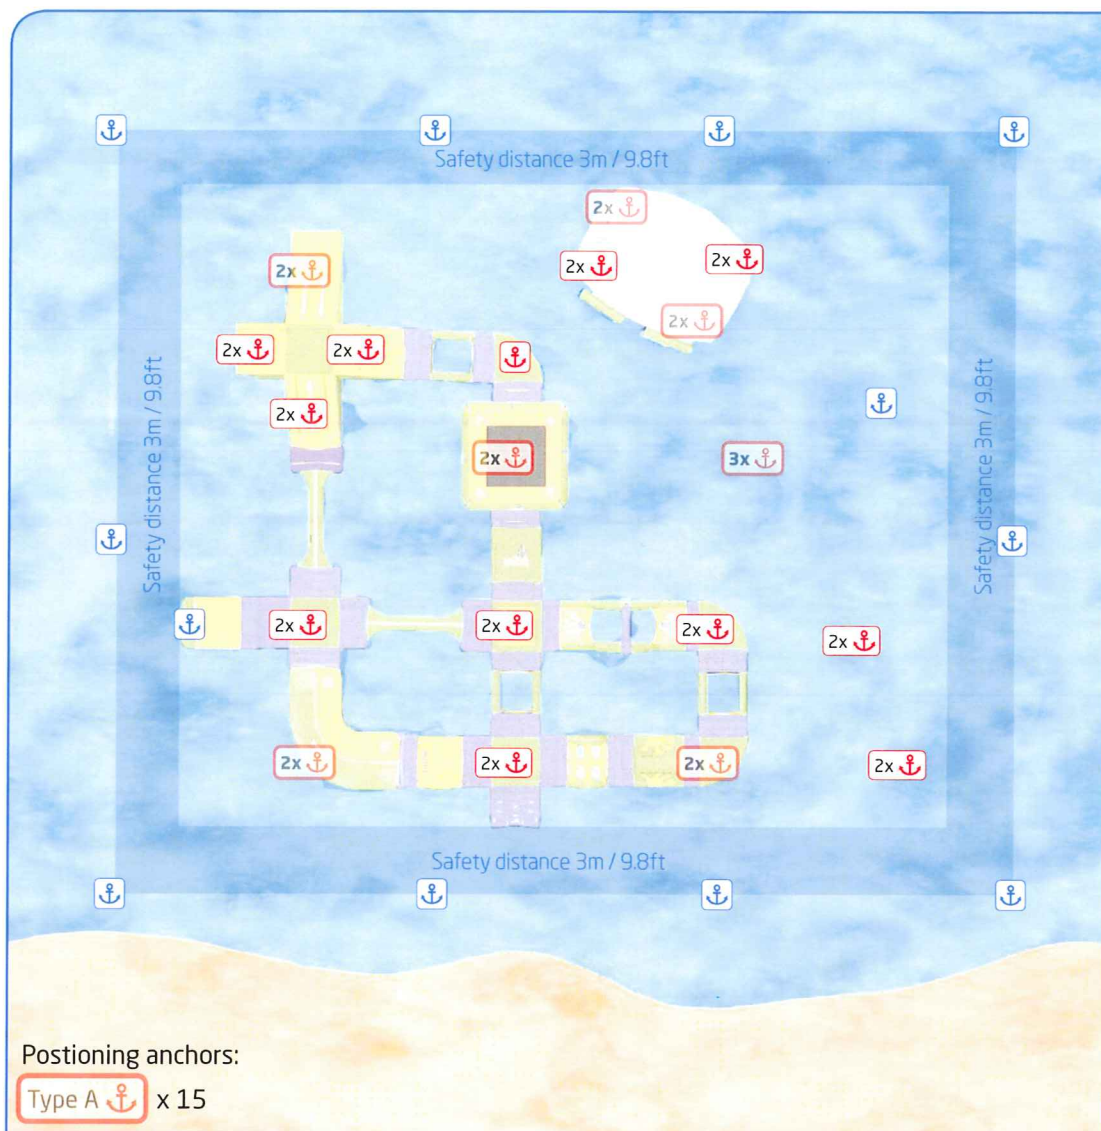 Safety distance 3m / 9.8ft
2x
2x
2x
2x
2x
2x
2x
2x
Safety distance 3m / 9.8ft
Safety distance 3m / 9.8ft
2x
2x
3x
2x
2x
2x
2x
2x
2x
2x
2x
Safety distance 3m / 9.8ft
Postioning anchors:
Type A x 15